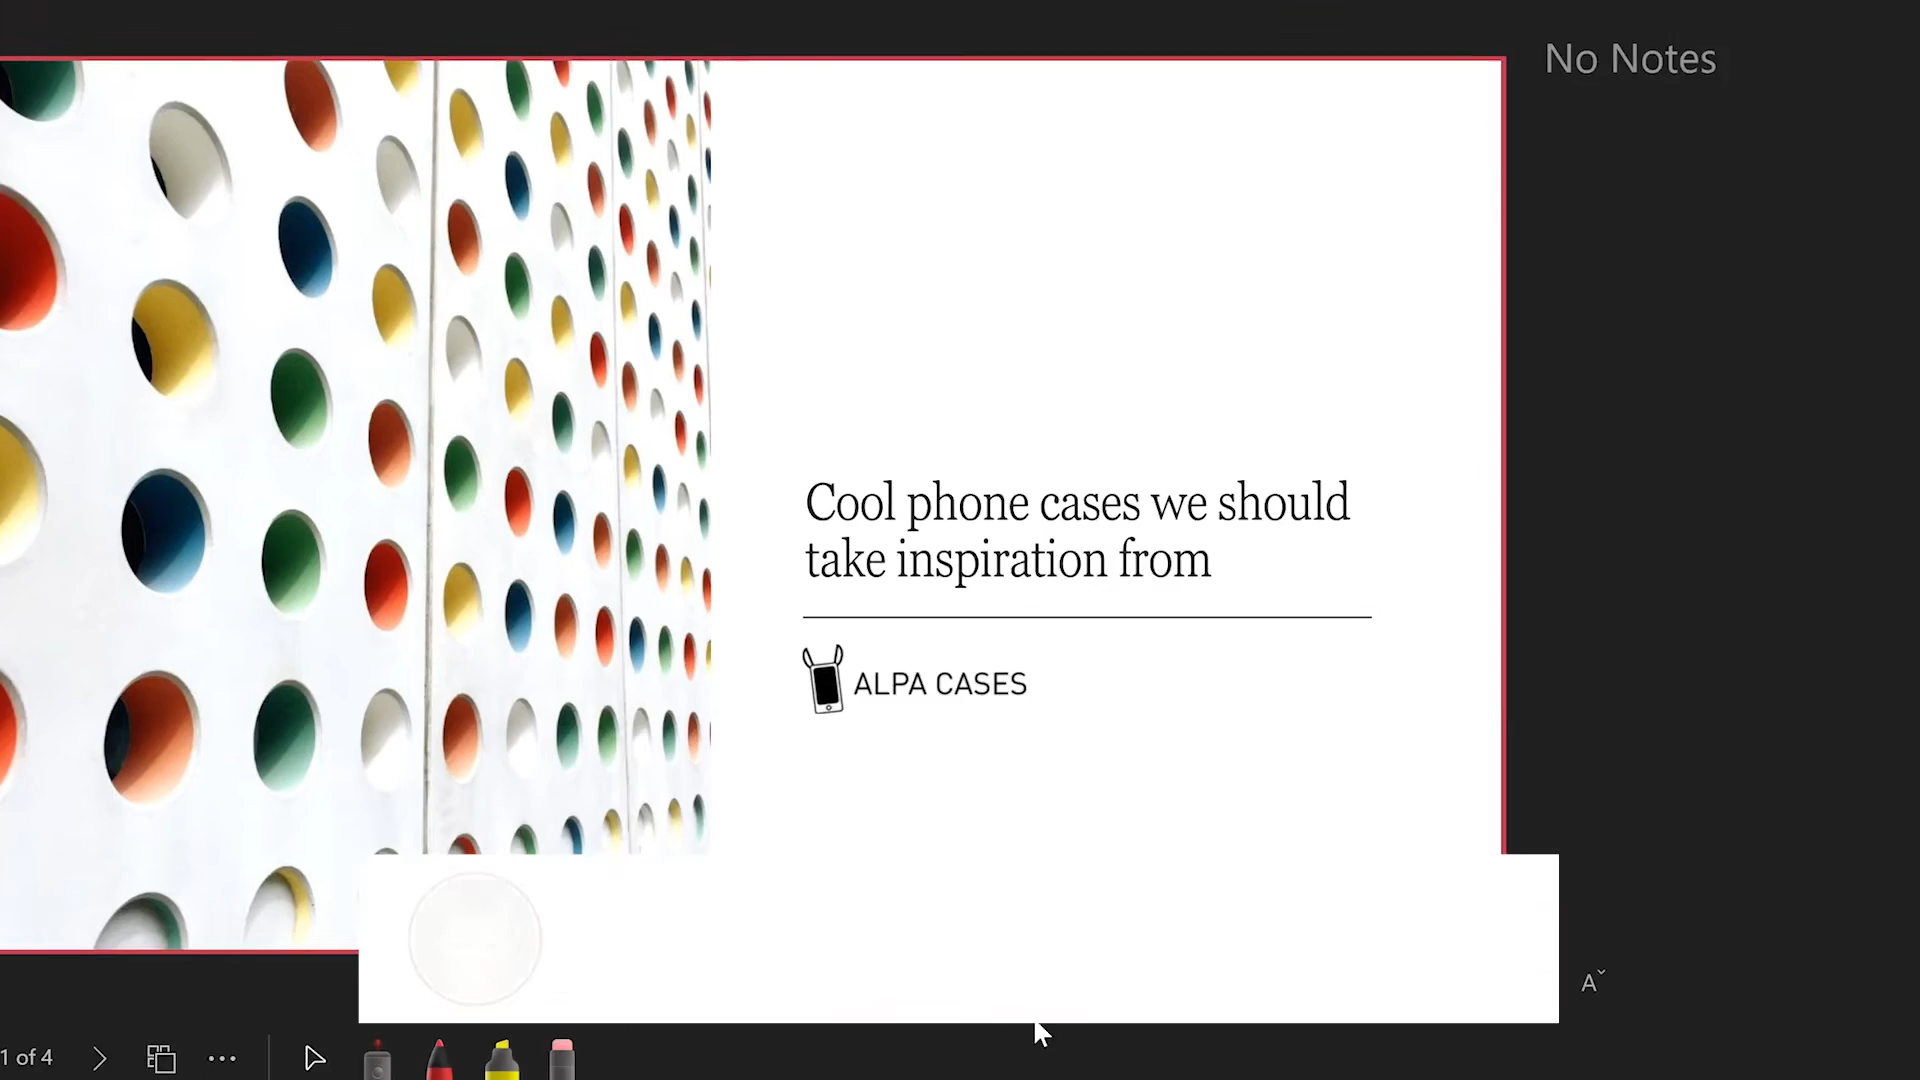 No Notes
Cool phone cases we should
take inspiration from
ALPA CASES
A
1 of 4